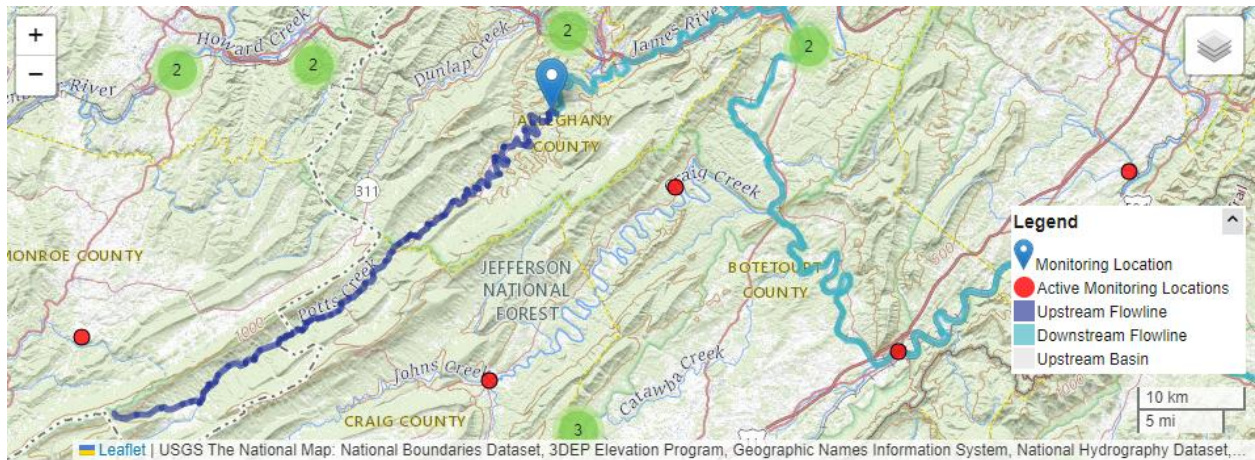 +
−
Howard Creek
2
2
Dunlap Creek
2
James River
2
River
ALLEGHANY
COUNTY
311
Craig Creek
MONROE COUNTY
Potts Creek
1000
JEFFERSON
NATIONAL
FOREST
BOTETOURT
COUNTY
Johns Creek
Catawba Creek
CRAIG COUNTY
3
Legend
Monitoring Location
Active Monitoring Locations
Upstream Flowline
Downstream Flowline
Upstream Basin
10 km
5 mi
Leaflet | USGS The National Map: National Boundaries Dataset, 3DEP Elevation Program, Geographic Names Information System, National Hydrography Dataset,...